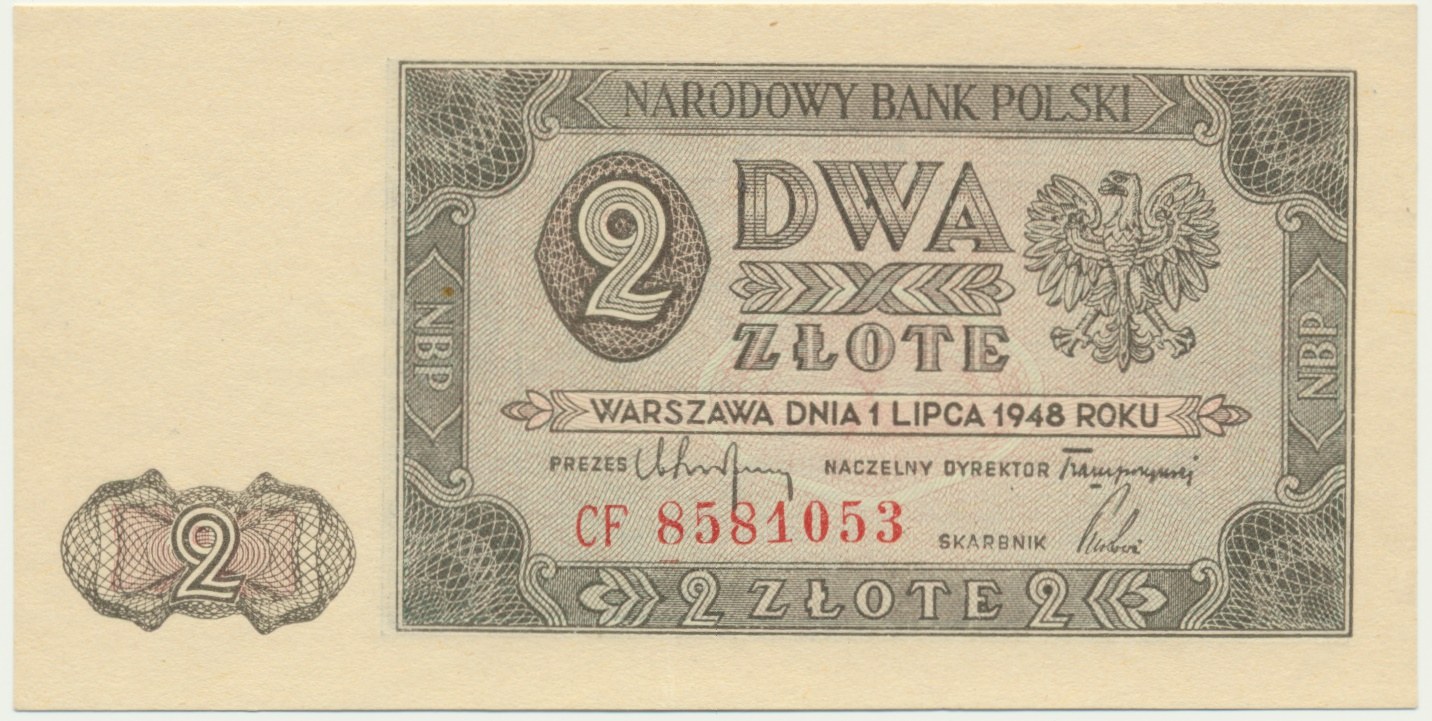 NARODOWY BANK POLSKI
2
DWA
ZŁOTE
NBP
NBP
WARSZAWA DNIA 1 LIPCA 1948 ROKU
PREZES NACZELNY DYREKTOR
CF 8581053 SKARBNIK
2
2 ZŁOTE 2